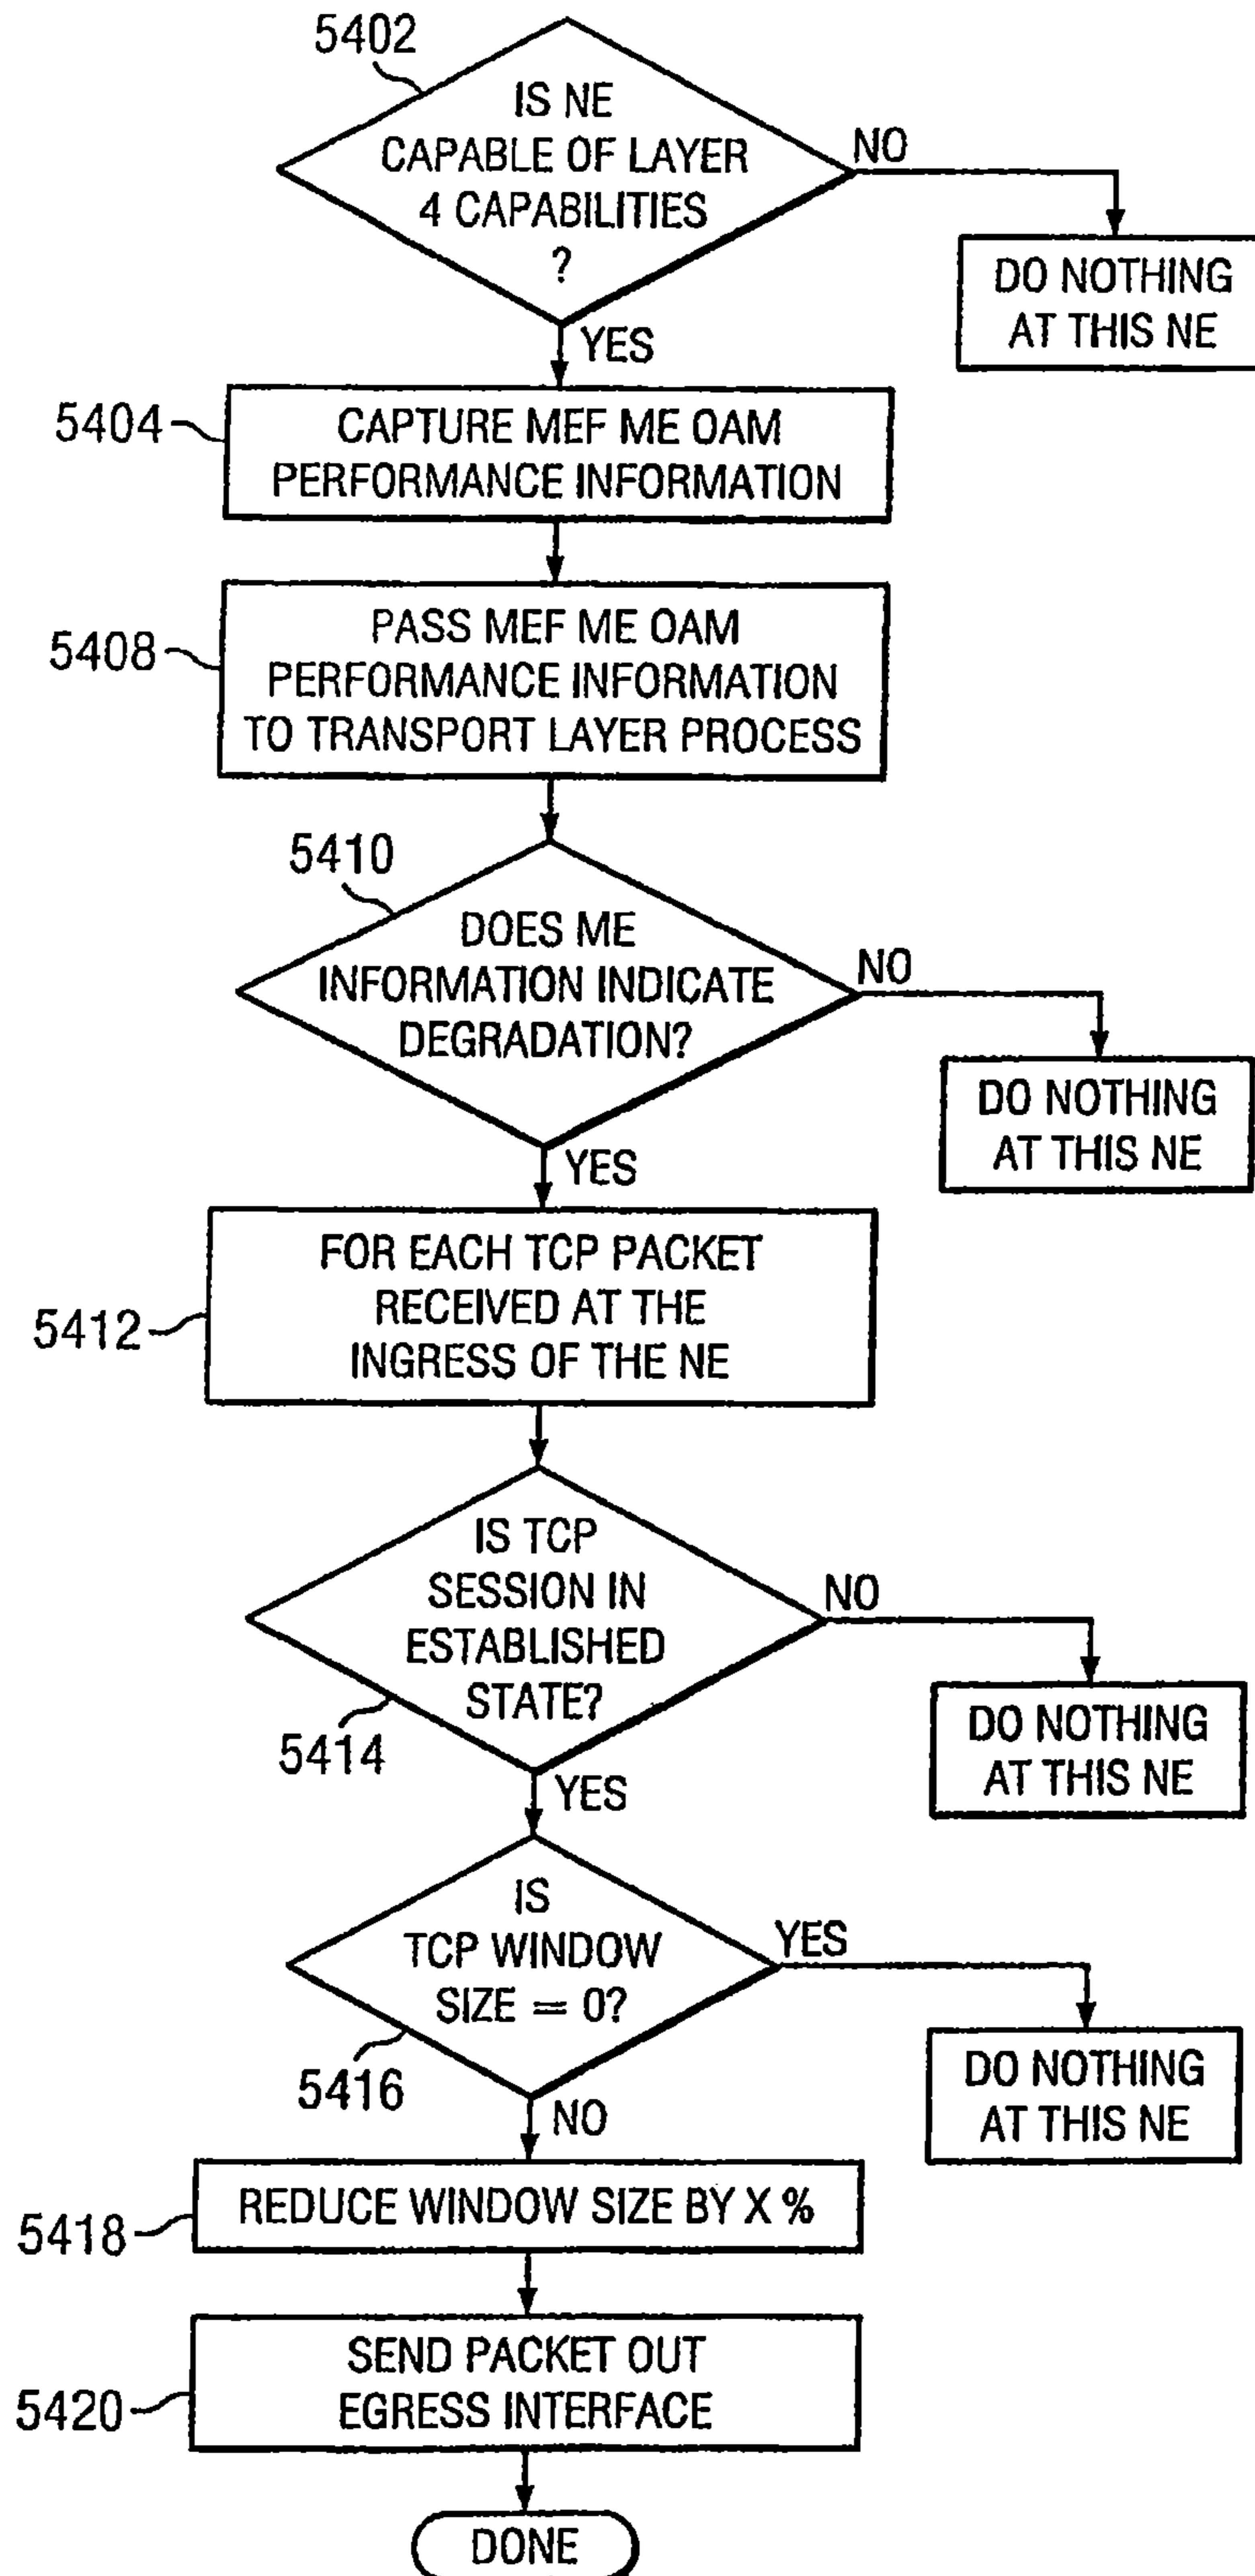 5402
IS NE
CAPABLE OF LAYER
4 CAPABILITIES
?
NO
DO NOTHING
AT THIS NE
YES
5404
CAPTURE MEF ME OAM
PERFORMANCE INFORMATION
5408
PASS MEF ME OAM
PERFORMANCE INFORMATION
TO TRANSPORT LAYER PROCESS
5410
DOES ME
INFORMATION INDICATE
DEGRADATION?
NO
DO NOTHING
AT THIS NE
YES
5412
FOR EACH TCP PACKET
RECEIVED AT THE
INGRESS OF THE NE
IS TCP
SESSION IN
ESTABLISHED
STATE?
5414
NO
DO NOTHING
AT THIS NE
YES
IS
TCP WINDOW
SIZE = 0?
5416
YES
DO NOTHING
AT THIS NE
NO
5418
REDUCE WINDOW SIZE BY X %
5420
SEND PACKET OUT
EGRESS INTERFACE
DONE